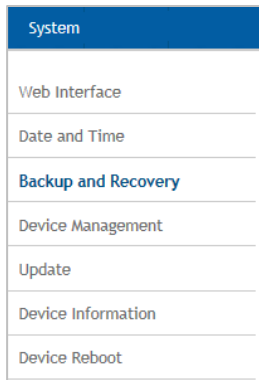 System
Web Interface
Date and Time
Backup and Recovery
Device Management
Update
Device Information
Device Reboot